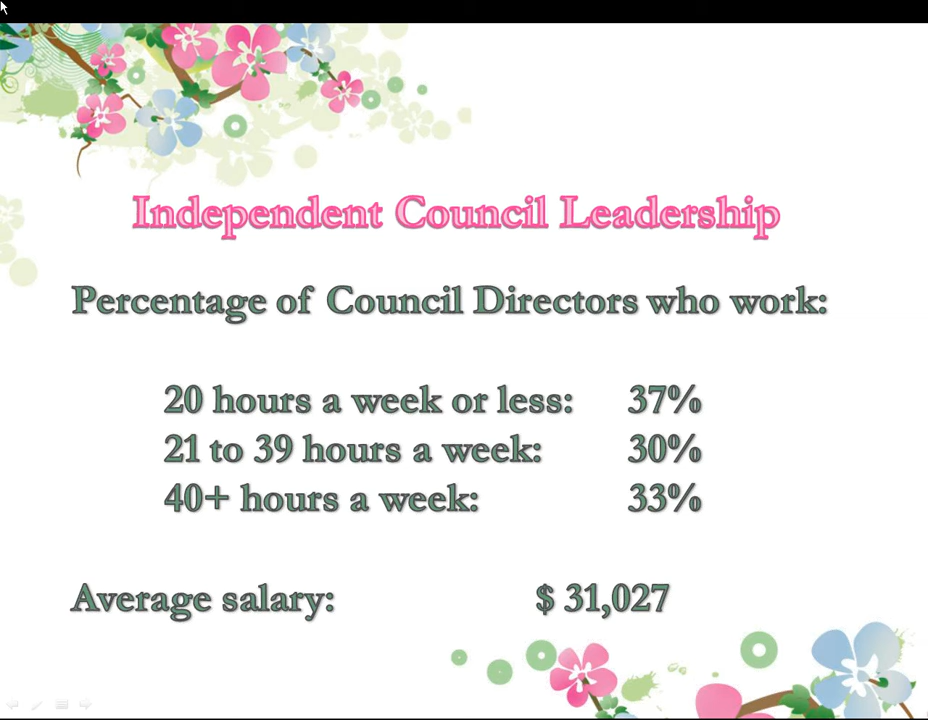 Independent Council Leadership
Percentage of Council Directors who work:
20 hours a week or less: 37%
21 to 39 hours a week: 30%
40+ hours a week: 33%
Average salary: $ 31,027